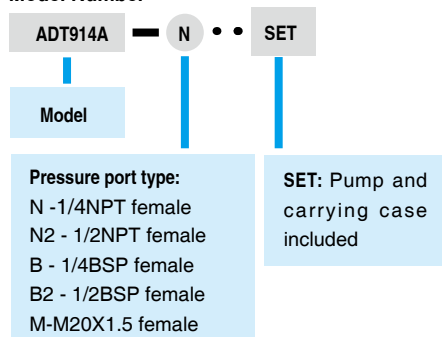 ADT914A — N • • SET
Model
Pressure port type:
N -1/4NPT female
N2 - 1/2NPT female
B - 1/4BSP female
B2 - 1/2BSP female
M-M20X1.5 female
SET: Pump and
carrying case
included